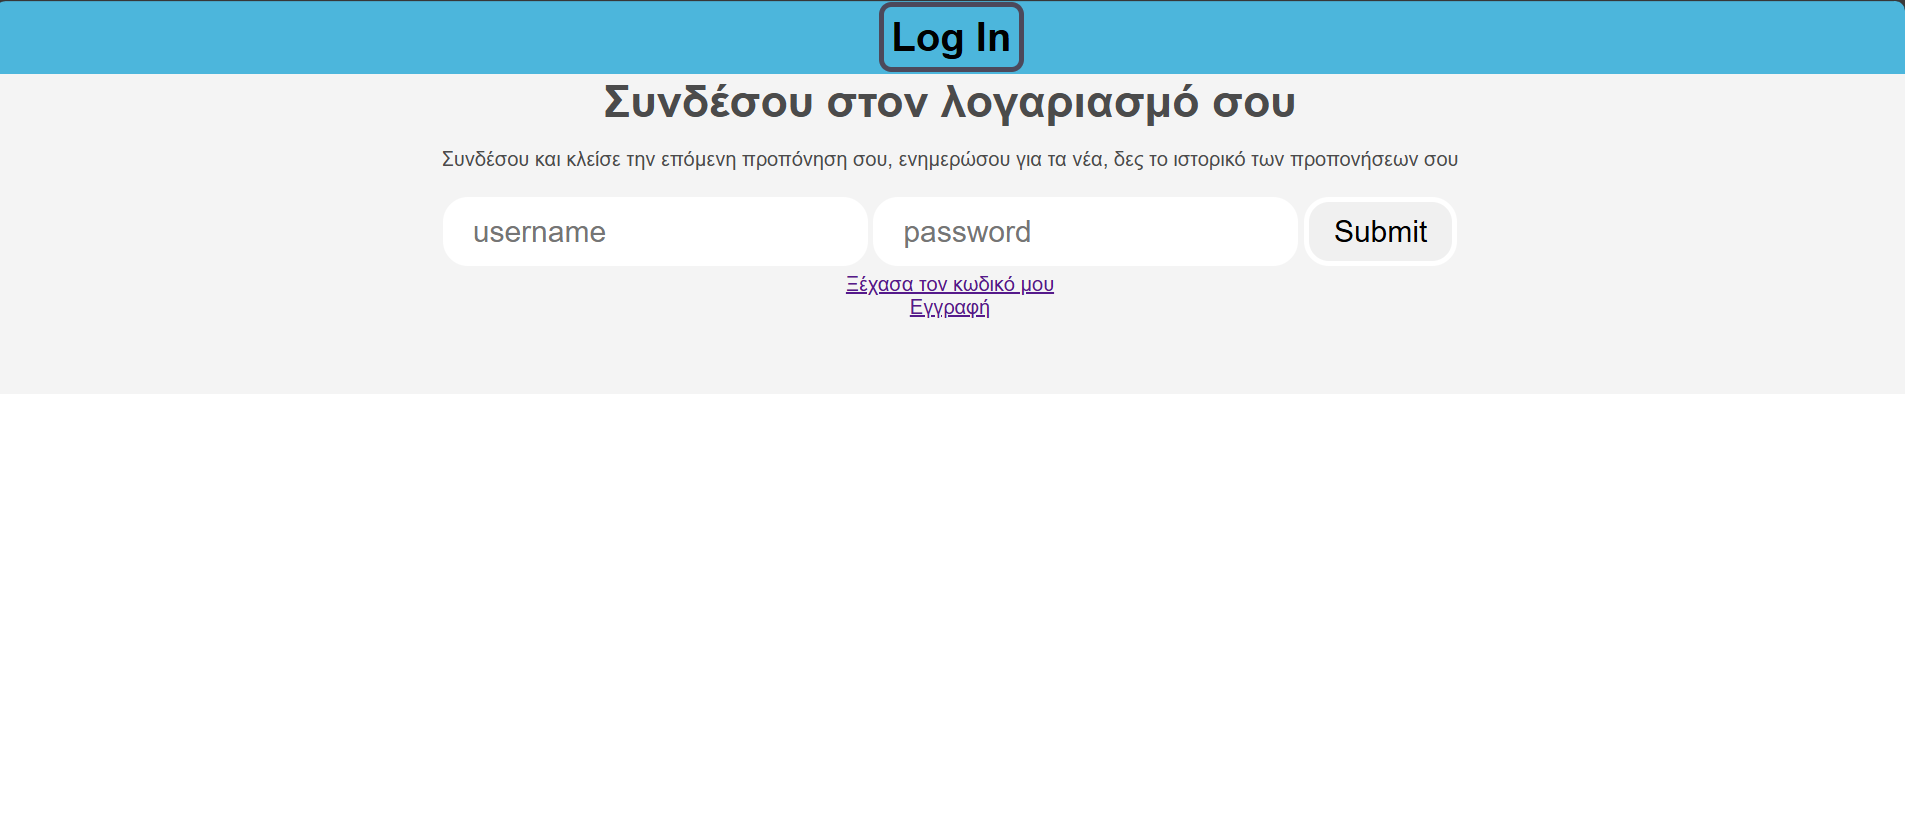 Log In
Συνδέσου στον λογαριασμό σου
Συνδέσου και κλείσε την επόμενη προπόνηση σου, ενημερώσου για τα νέα, δες το ιστορικό των προπονήσεων σου
username password Submit
Ξέχασα τον κωδικό μου
Εγγραφή